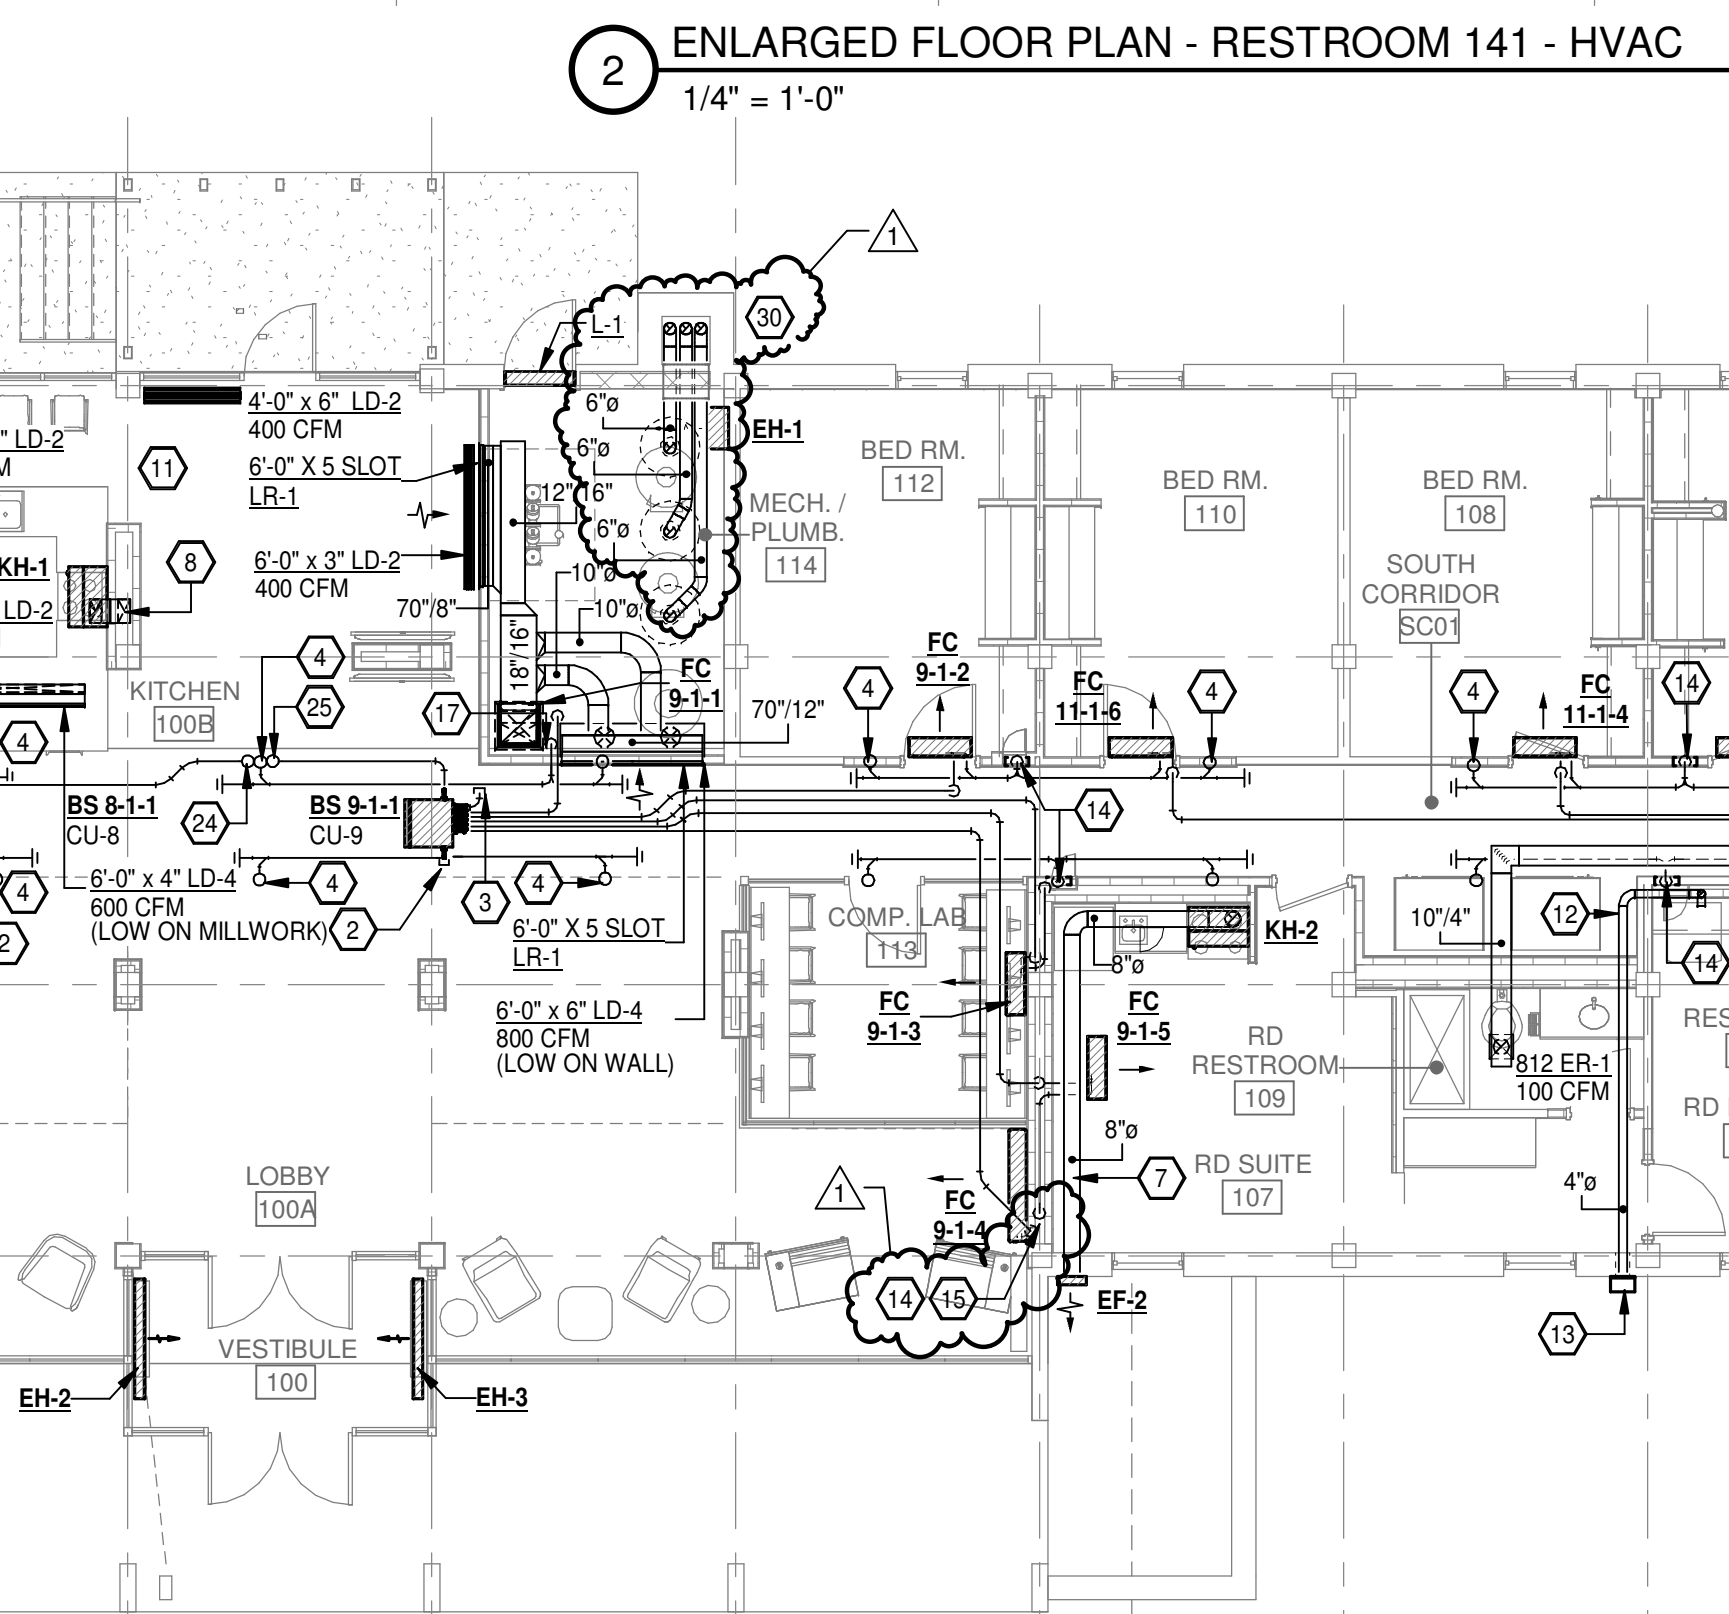 2
ENLARGED FLOOR PLAN - RESTROOM 141 - HVAC
1/4" = 1'-0"
1
30
L-1
4'-0" x 6" LD-2
400 CFM
" LD-2
M
11
6'-0" X 5 SLOT
LR-1
6"ø
6"ø
12"/16"
6"ø
EH-1
BED RM.
112
BED RM.
110
BED RM.
108
MECH. /
PLUMB.
114
SOUTH
CORRIDOR
SC01
KH-1
LD-2
8
6'-0" x 3" LD-2
400 CFM
70"/8"
10"ø
10"ø
18"/16"
4
25
17
KITCHEN
100B
4
FC
9-1-1
70"/12"
FC
9-1-2
4
FC
11-1-6
4
4
FC
11-1-4
14
BS 8-1-1
CU-8
24
BS 9-1-1
CU-9
14
4
6'-0" x 4" LD-4
600 CFM
(LOW ON MILLWORK)
4
2
2
3
4
6'-0" X 5 SLOT
LR-1
6'-0" x 6" LD-4
800 CFM
(LOW ON WALL)
COMP. LAB
113
FC
9-1-3
8"ø
KH-2
FC
9-1-5
10"/4"
12
14
RD
RESTROOM
109
812 ER-1
100 CFM
RES
RD
8"ø
7
RD SUITE
107
4"ø
LOBBY
100A
1
FC
9-1-4
14
15
EF-2
13
VESTIBULE
100
EH-2
EH-3